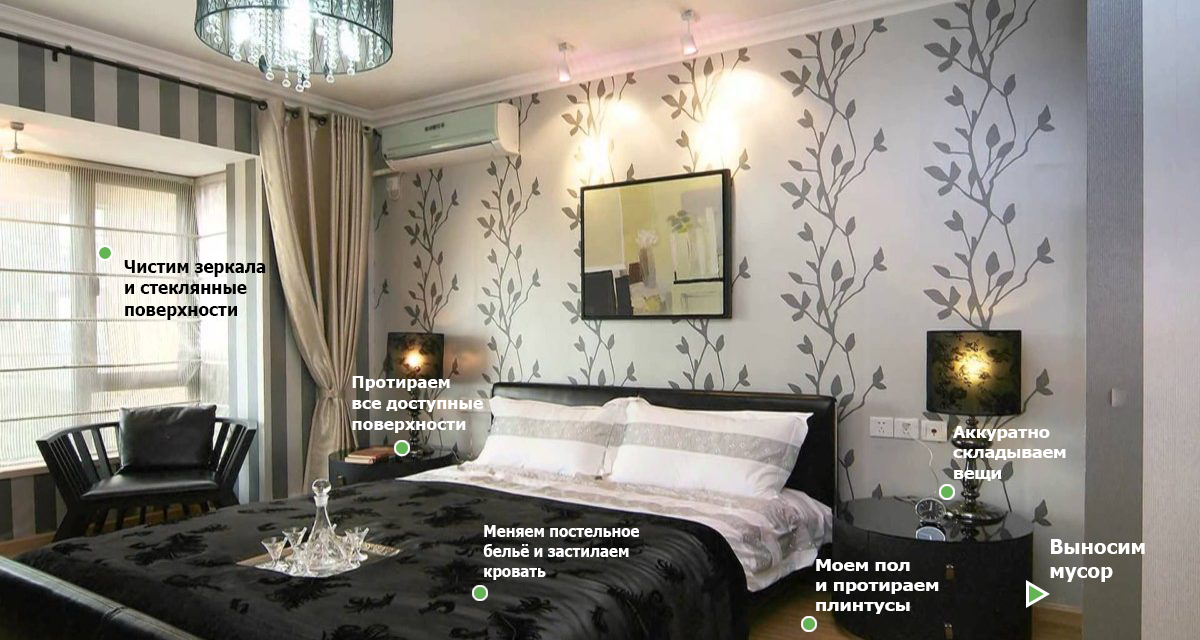 Чистим зеркала
и стеклянные
поверхности
Протираем
все доступные
поверхности
Аккуратно
складываем
вещи
Меняем постельное
бельё и застилаем
кровать
Моем пол
и протираем
плинтусы
Выносим
мусор